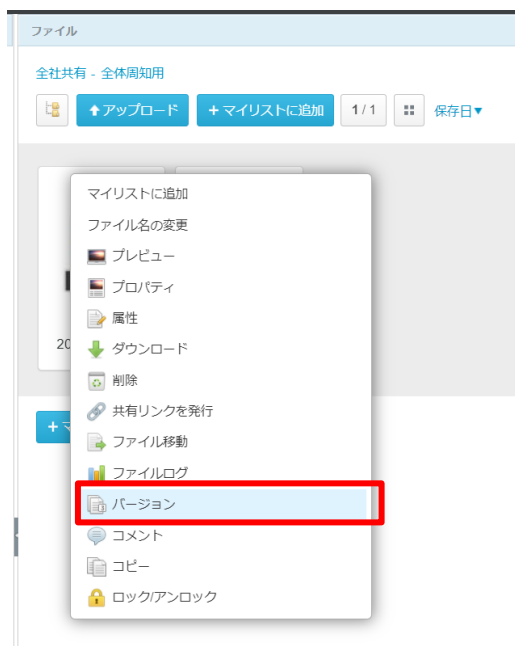 ファイル
全社共有 - 全体周知用
アップロード
+ マイリストに追加
1 / 1
保存日▼
マイリストに追加
ファイル名の変更
プレビュー
プロパティ
属性
20
ダウンロード
削除
共有リンクを発行
+マ
ファイル移動
ファイルログ
バージョン
コメント
コピー
ロック/アンロック